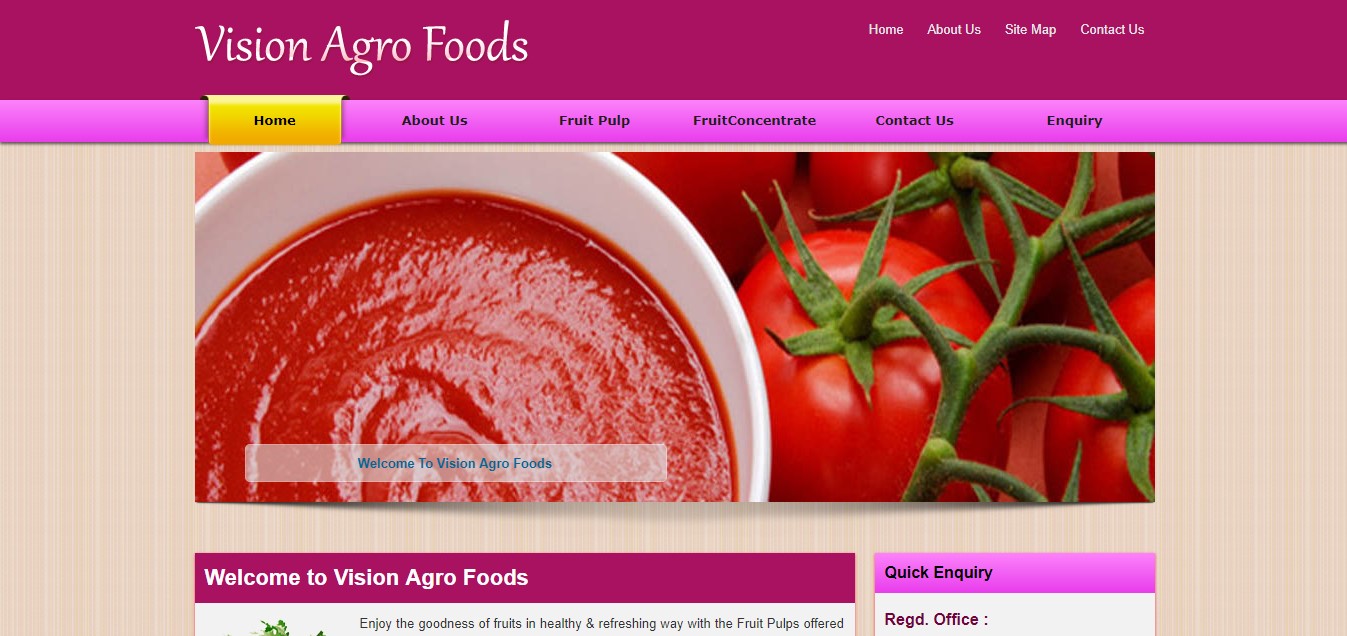 Vision Agro Foods
Home About Us Site Map Contact Us
Home About Us Fruit Pulp FruitConcentrate Contact Us Enquiry
Welcome To Vision Agro Foods
Welcome to Vision Agro Foods
Quick Enquiry
Enjoy the goodness of fruits in healthy & refreshing way with the Fruit Pulps offered
Regd. Office :